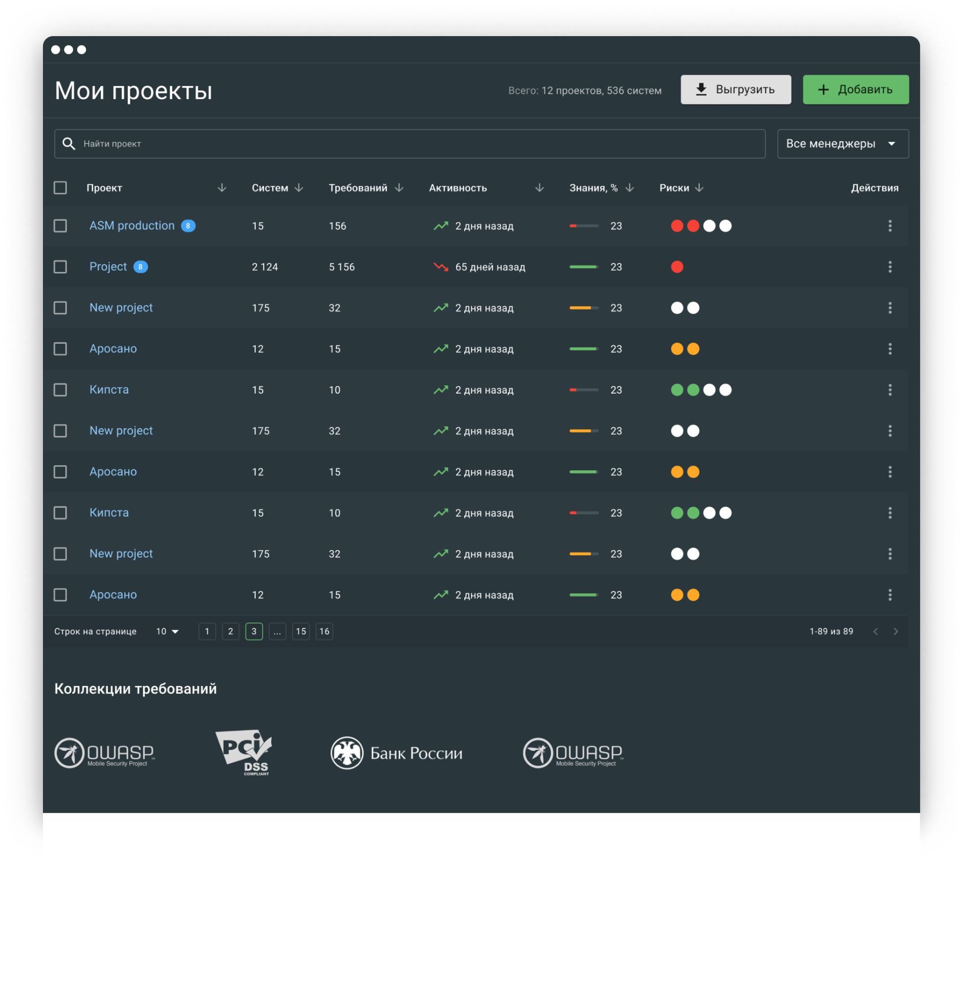 Мои проекты
Всего: 12 проектов, 536 систем
Выгрузить
Добавить
Найти проект
Все менеджеры
Проект Систем Требований Активность Знания, % Риски Действия
ASM production 8 15 156 2 дня назад 23
Project 8 2 124 5 156 65 дней назад 23
New project 175 32 2 дня назад 23
Аросано 12 15 2 дня назад 23
Кипста 15 10 2 дня назад 23
New project 175 32 2 дня назад 23
Аросано 12 15 2 дня назад 23
Кипста 15 10 2 дня назад 23
New project 175 32 2 дня назад 23
Аросано 12 15 2 дня назад 23
Строк на странице 10 1 2 3 ... 15 16 1-89 из 89
Коллекции требований
OWASP™
Mobile Security Project
PCi
DSS
COMPLIANT
Банк России
OWASP™
Mobile Security Project